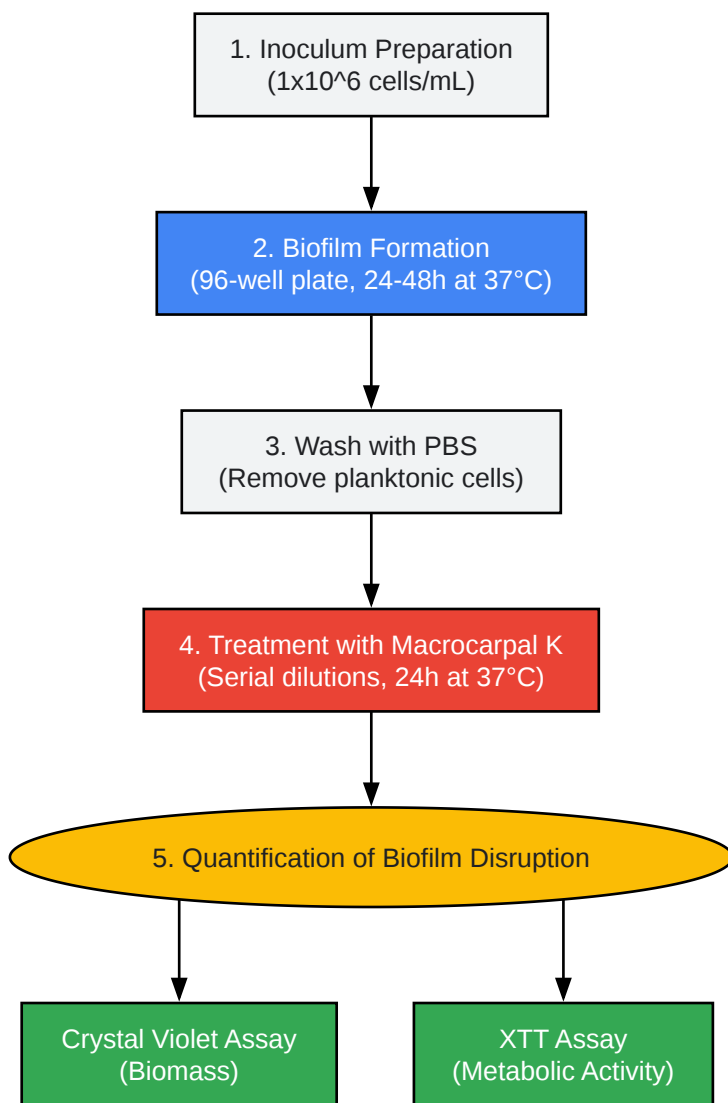 1. Inoculum Preparation
(1x10^6 cells/mL)
2. Biofilm Formation
(96-well plate, 24-48h at 37°C)
3. Wash with PBS
(Remove planktonic cells)
4. Treatment with Macrocarpal K
(Serial dilutions, 24h at 37°C)
5. Quantification of Biofilm Disruption
Crystal Violet Assay
(Biomass)
XTT Assay
(Metabolic Activity)